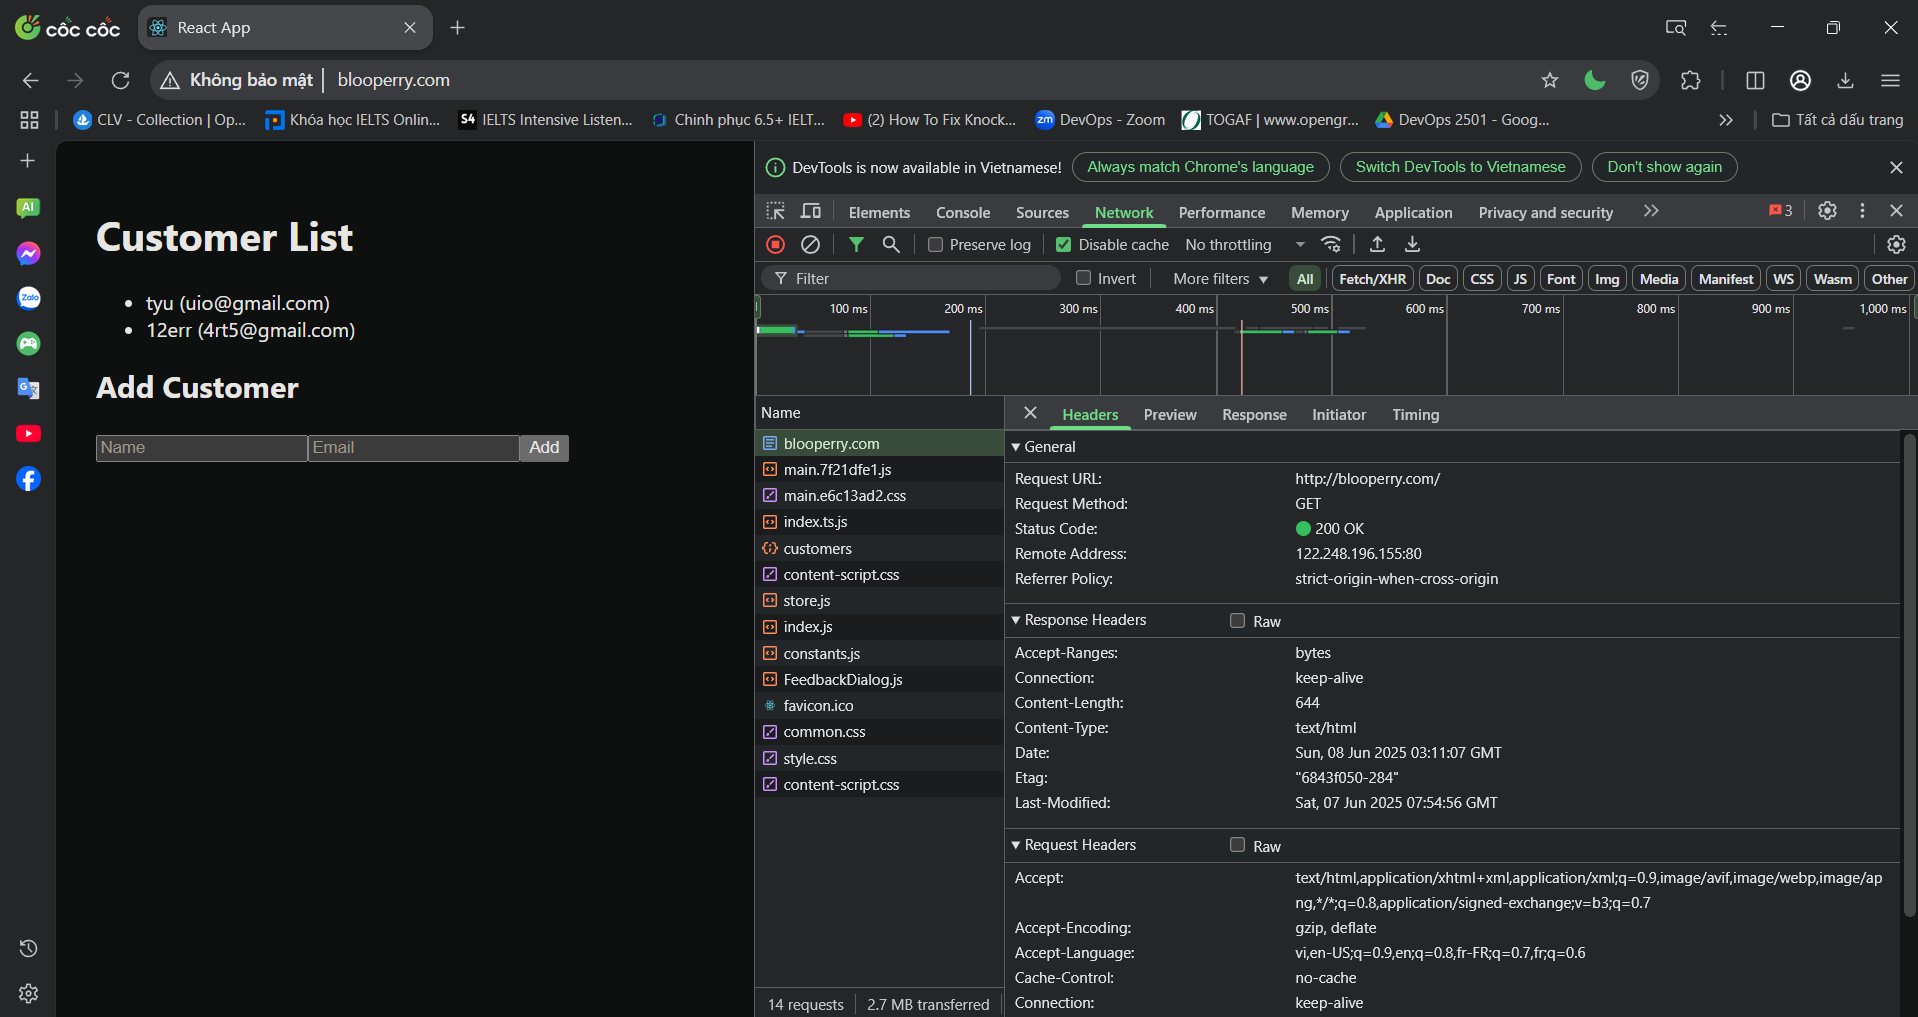 cốc cốc
React App
Không bảo mật
blooperry.com
CLV - Collection | Op...
Khóa học IELTS Onlin...
S4 IELTS Intensive Listen...
Chinh phục 6.5+ IELT...
(2) How To Fix Knock...
zm DevOps - Zoom
TOGAF | www.opengr...
DevOps 2501 - Goog...
Tất cả dấu trang
AI
Zalo
Customer List
tyu (uio@gmail.com)
12err (4rt5@gmail.com)
Add Customer
Name
Email
Add
DevTools is now available in Vietnamese!
Always match Chrome's language
Switch DevTools to Vietnamese
Don't show again
Elements
Console
Sources
Network
Performance
Memory
Application
Privacy and security
3
Preserve log
Disable cache
No throttling
Filter
Invert
More filters
All
Fetch/XHR
Doc
CSS
JS
Font
Img
Media
Manifest
WS
Wasm
Other
100 ms
200 ms
300 ms
400 ms
500 ms
600 ms
700 ms
800 ms
900 ms
1,000 ms
Name
blooperry.com
main.7f21dfe1.js
main.e6c13ad2.css
index.ts.js
customers
content-script.css
store.js
index.js
constants.js
FeedbackDialog.js
favicon.ico
common.css
style.css
content-script.css
14 requests
2.7 MB transferred
Headers
Preview
Response
Initiator
Timing
General
Request URL: http://blooperry.com/
Request Method: GET
Status Code: 200 OK
Remote Address: 122.248.196.155:80
Referrer Policy: strict-origin-when-cross-origin
Response Headers
Raw
Accept-Ranges: bytes
Connection: keep-alive
Content-Length: 644
Content-Type: text/html
Date: Sun, 08 Jun 2025 03:11:07 GMT
Etag: "6843f050-284"
Last-Modified: Sat, 07 Jun 2025 07:54:56 GMT
Request Headers
Raw
Accept: text/html,application/xhtml+xml,application/xml;q=0.9,image/avif,image/webp,image/ap
ng,*/*;q=0.8,application/signed-exchange;v=b3;q=0.7
Accept-Encoding: gzip, deflate
Accept-Language: vi,en-US;q=0.9,en;q=0.8,fr-FR;q=0.7,fr;q=0.6
Cache-Control: no-cache
Connection: keep-alive